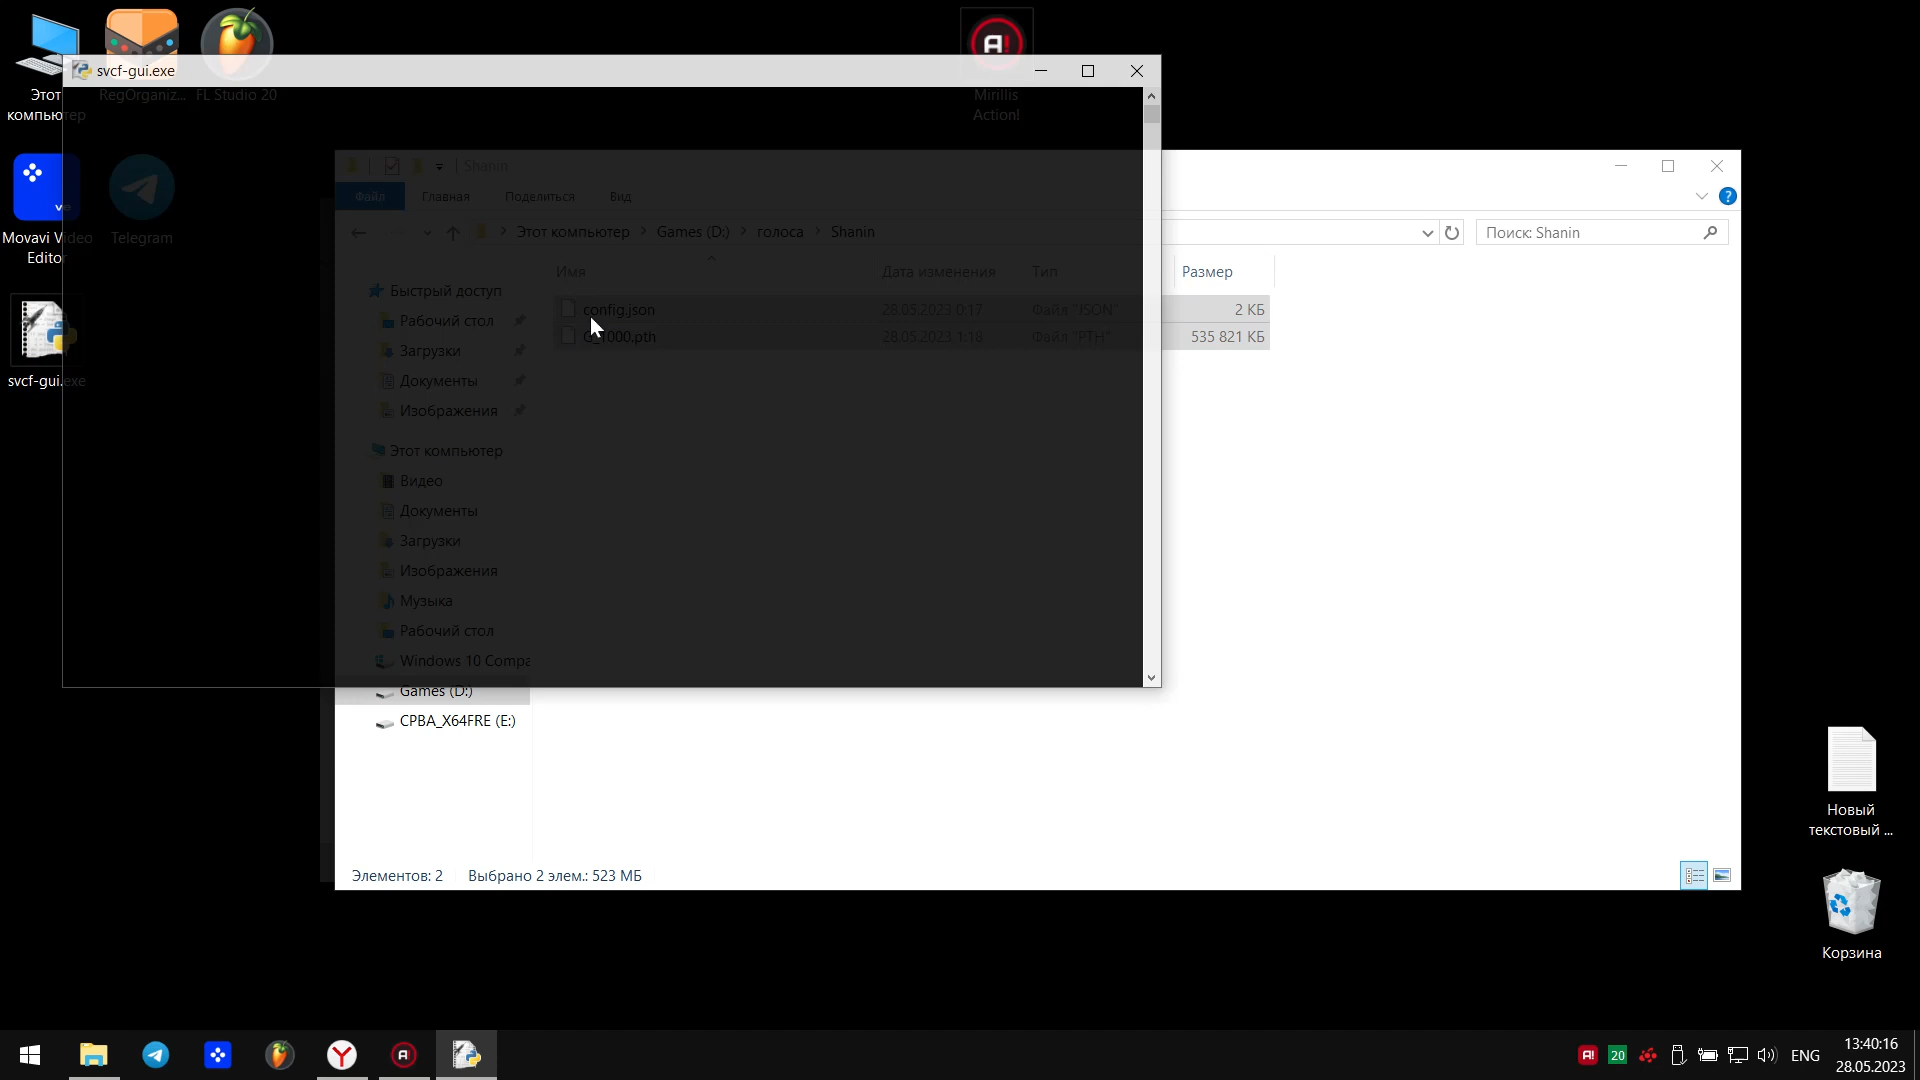 Этот
компьютер
RegOrganiz...
FL Studio 20
Mirillis
Action!
svcf-gui.exe
Movavi Video
Editor
Telegram
svcf-gui.exe
Shanin
Файл
Главная
Поделиться
Вид
Этот компьютер
Games (D:)
голоса
Shanin
Поиск: Shanin
Имя
Дата изменения
Тип
Размер
config.json
28.05.2023 0:17
Файл "JSON"
2 КБ
G_1000.pth
28.05.2023 1:18
Файл "PTH"
535 821 КБ
Быстрый доступ
Рабочий стол
Загрузки
Документы
Изображения
Этот компьютер
Видео
Документы
Загрузки
Изображения
Музыка
Рабочий стол
Windows 10 Compa
Games (D:)
CPBA_X64FRE (E:)
Элементов: 2
Выбрано 2 элем.: 523 МБ
Новый
текстовый ...
Корзина
20
ENG
13:40:16
28.05.2023